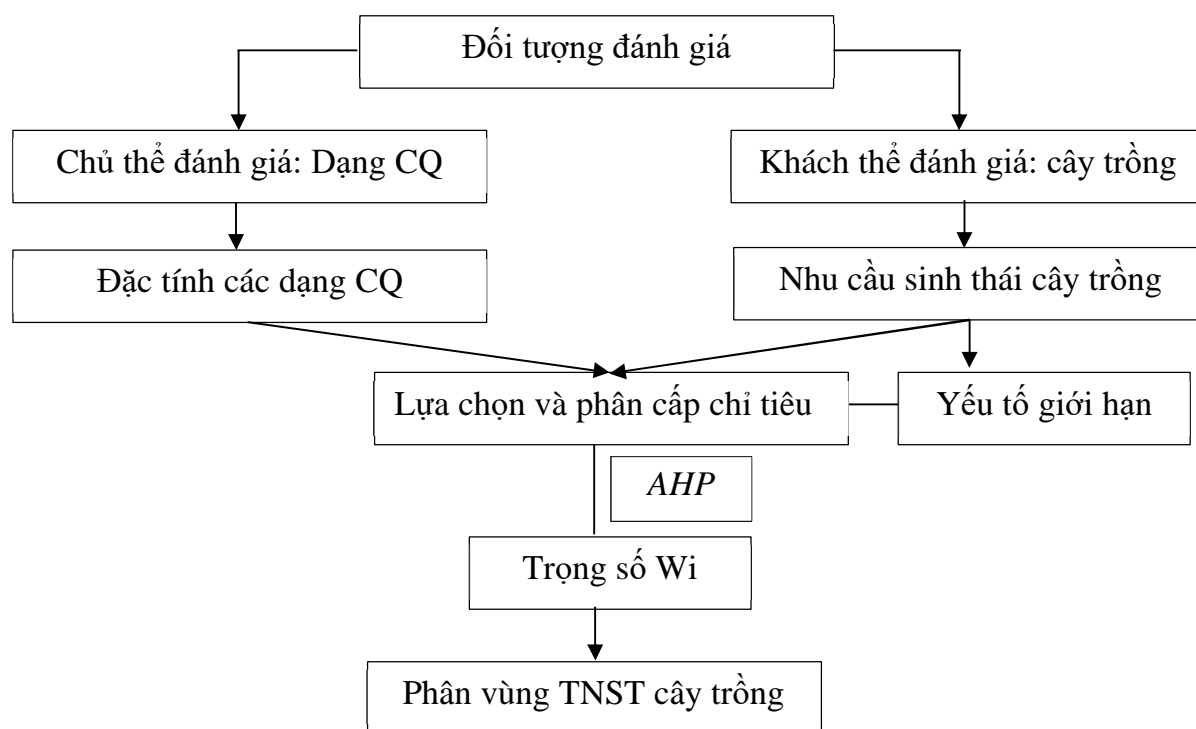 Đối tượng đánh giá
Chủ thể đánh giá: Dạng CQ
Khách thể đánh giá: cây trồng
Đặc tính các dạng CQ
Nhu cầu sinh thái cây trồng
Lựa chọn và phân cấp chỉ tiêu
Yếu tố giới hạn
AHP
Trọng số Wi
Phân vùng TNST cây trồng